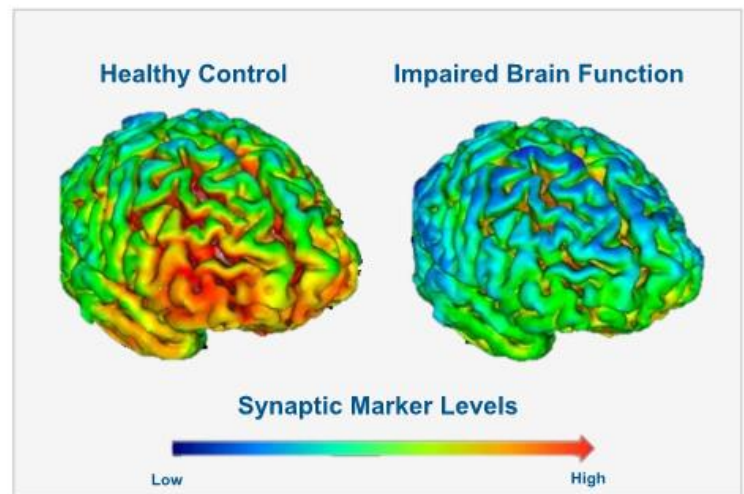 Healthy Control
Impaired Brain Function
Synaptic Marker Levels
Low
High